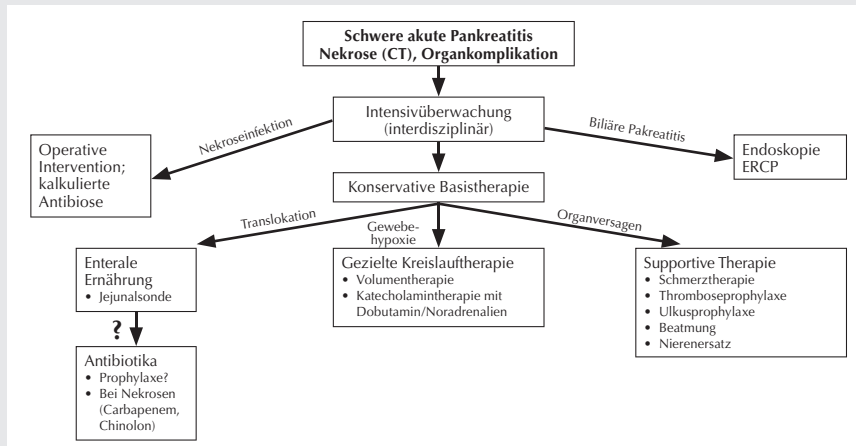 Schwere akute Pankreatitis
Nekrose (CT), Organkomplikation
Intensivüberwachung
(interdisziplinär)
Nekroseinfektion
Biliäre Pakreatitis
Operative
Intervention;
kalkulierte
Antibiose
Endoskopie
ERCP
Konservative Basistherapie
Translokation
Gewebe-
hypoxie
Organversagen
Enterale
Ernährung
• Jejunalsonde
Gezielte Kreislauftherapie
• Volumentherapie
• Katecholamintherapie mit
Dobutamin/Noradrenalien
Supportive Therapie
• Schmerztherapie
• Thromboseprophylaxe
• Ulkusprophylaxe
• Beatmung
• Nierenersatz
?
Antibiotika
• Prophylaxe?
• Bei Nekrosen
(Carbapenem,
Chinolon)